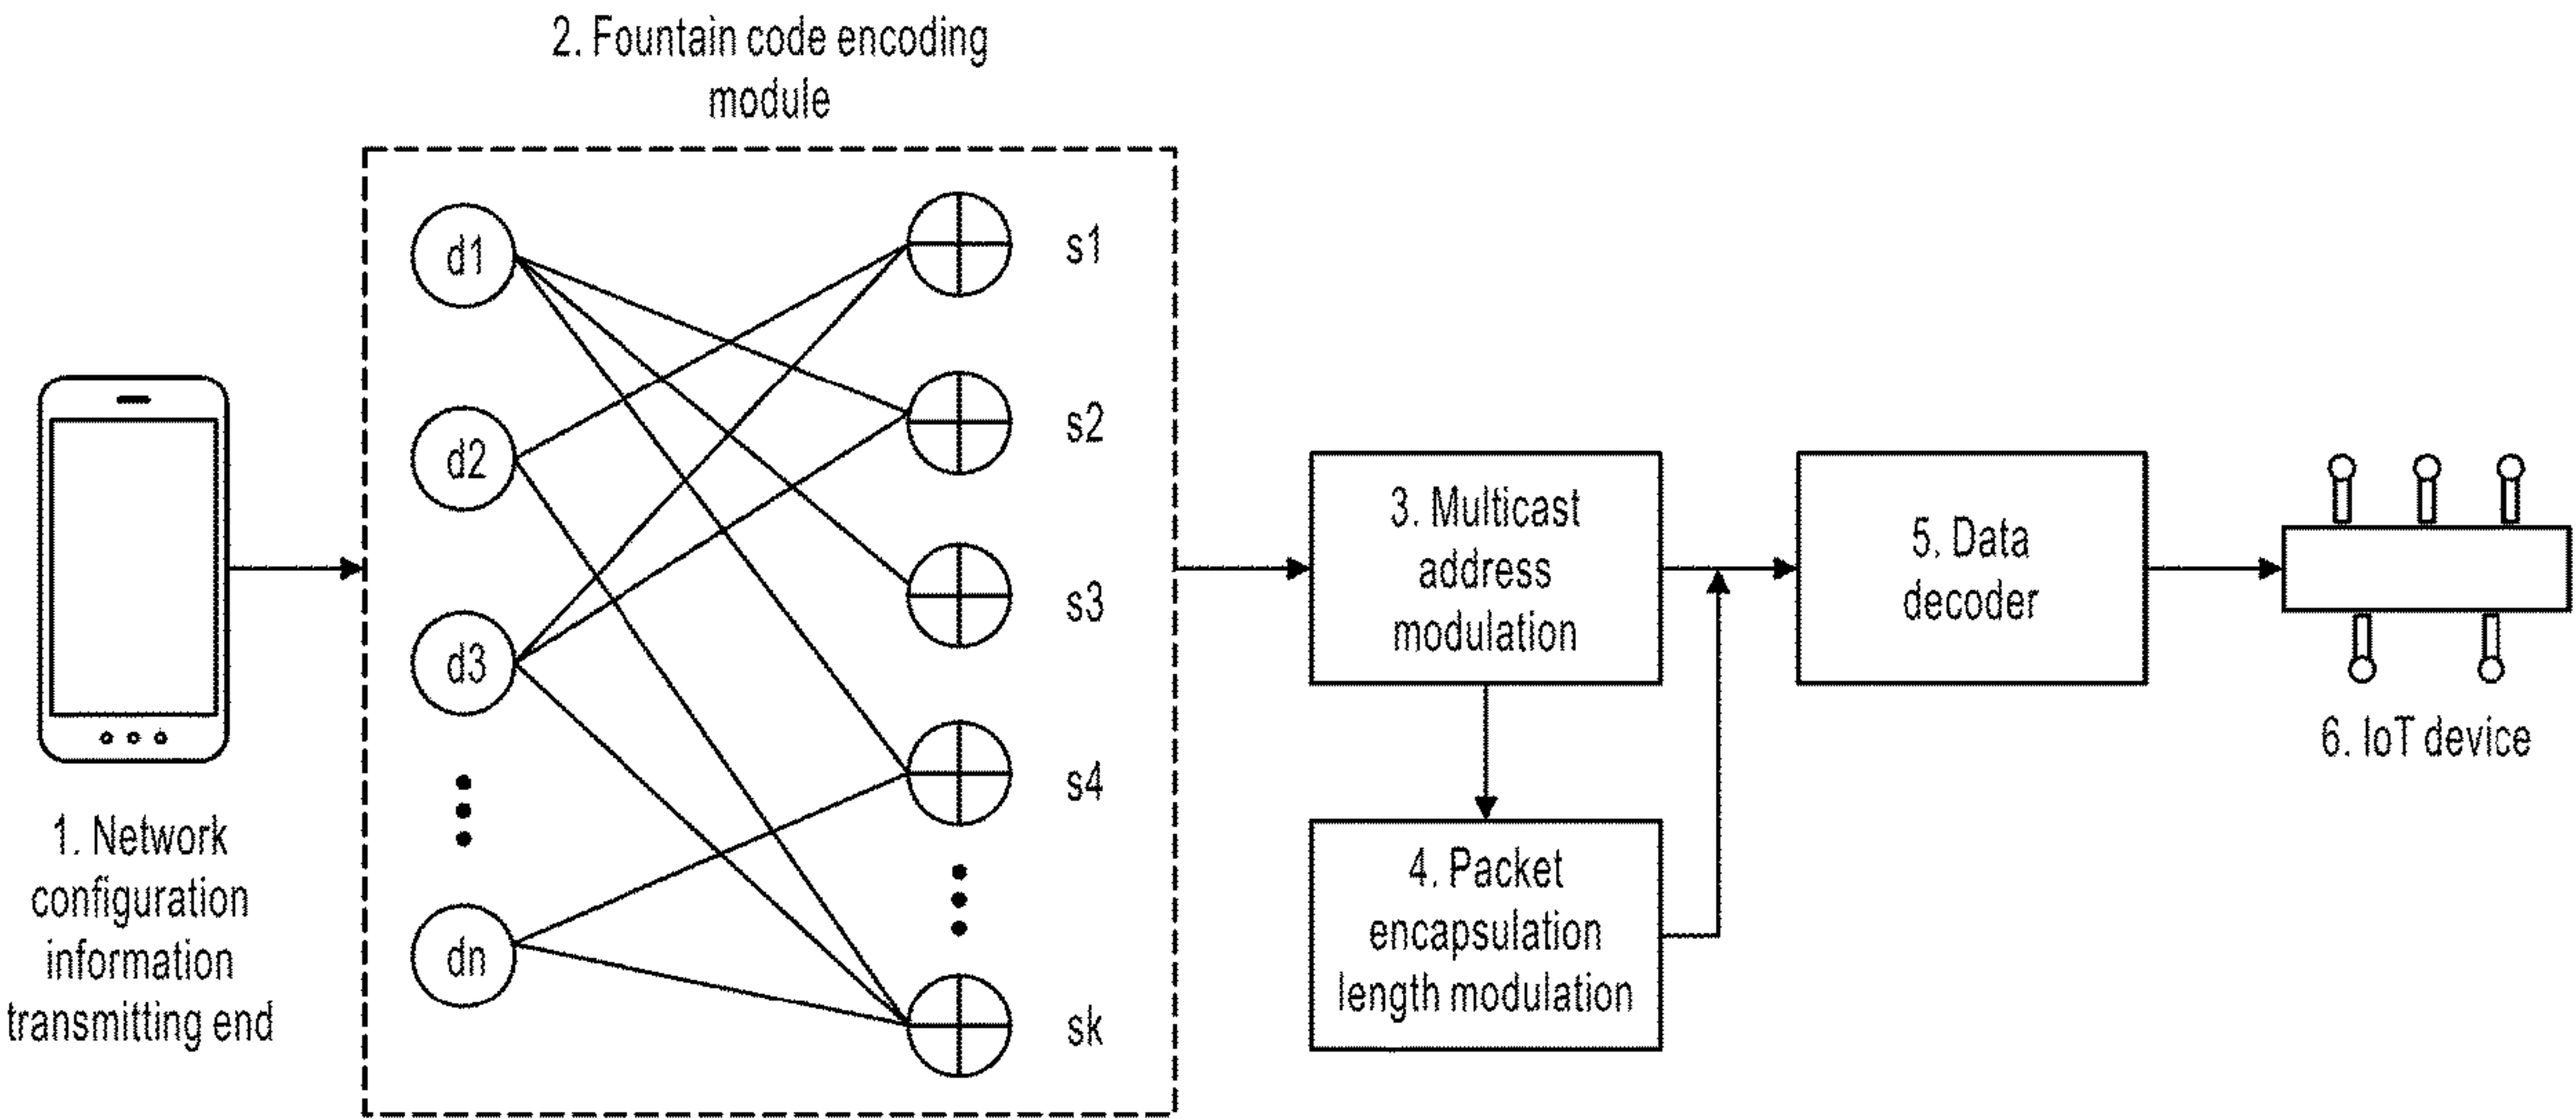 2. Fountain code encoding
module
d1
d2
d3
dn
s1
s2
s3
s4
sk
1. Network
configuration
information
transmitting end
3. Multicast
address
modulation
4. Packet
encapsulation
length modulation
5. Data
decoder
6. IoT device